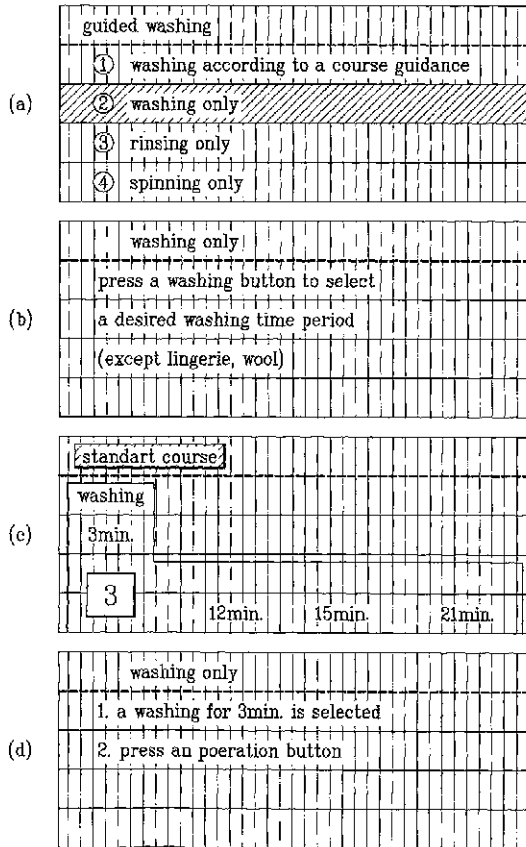 guided washing
① washing according to a course guidance
(a)
② washing only
③ rinsing only
④ spinning only
washing only
press a washing button to select
(b)
a desired washing time period
(except lingerie, wool)
standart course
washing
(c)
3min.
3
12min. 15min. 21min.
washing only
1. a washing for 3min. is selected
(d)
2. press an poeration button